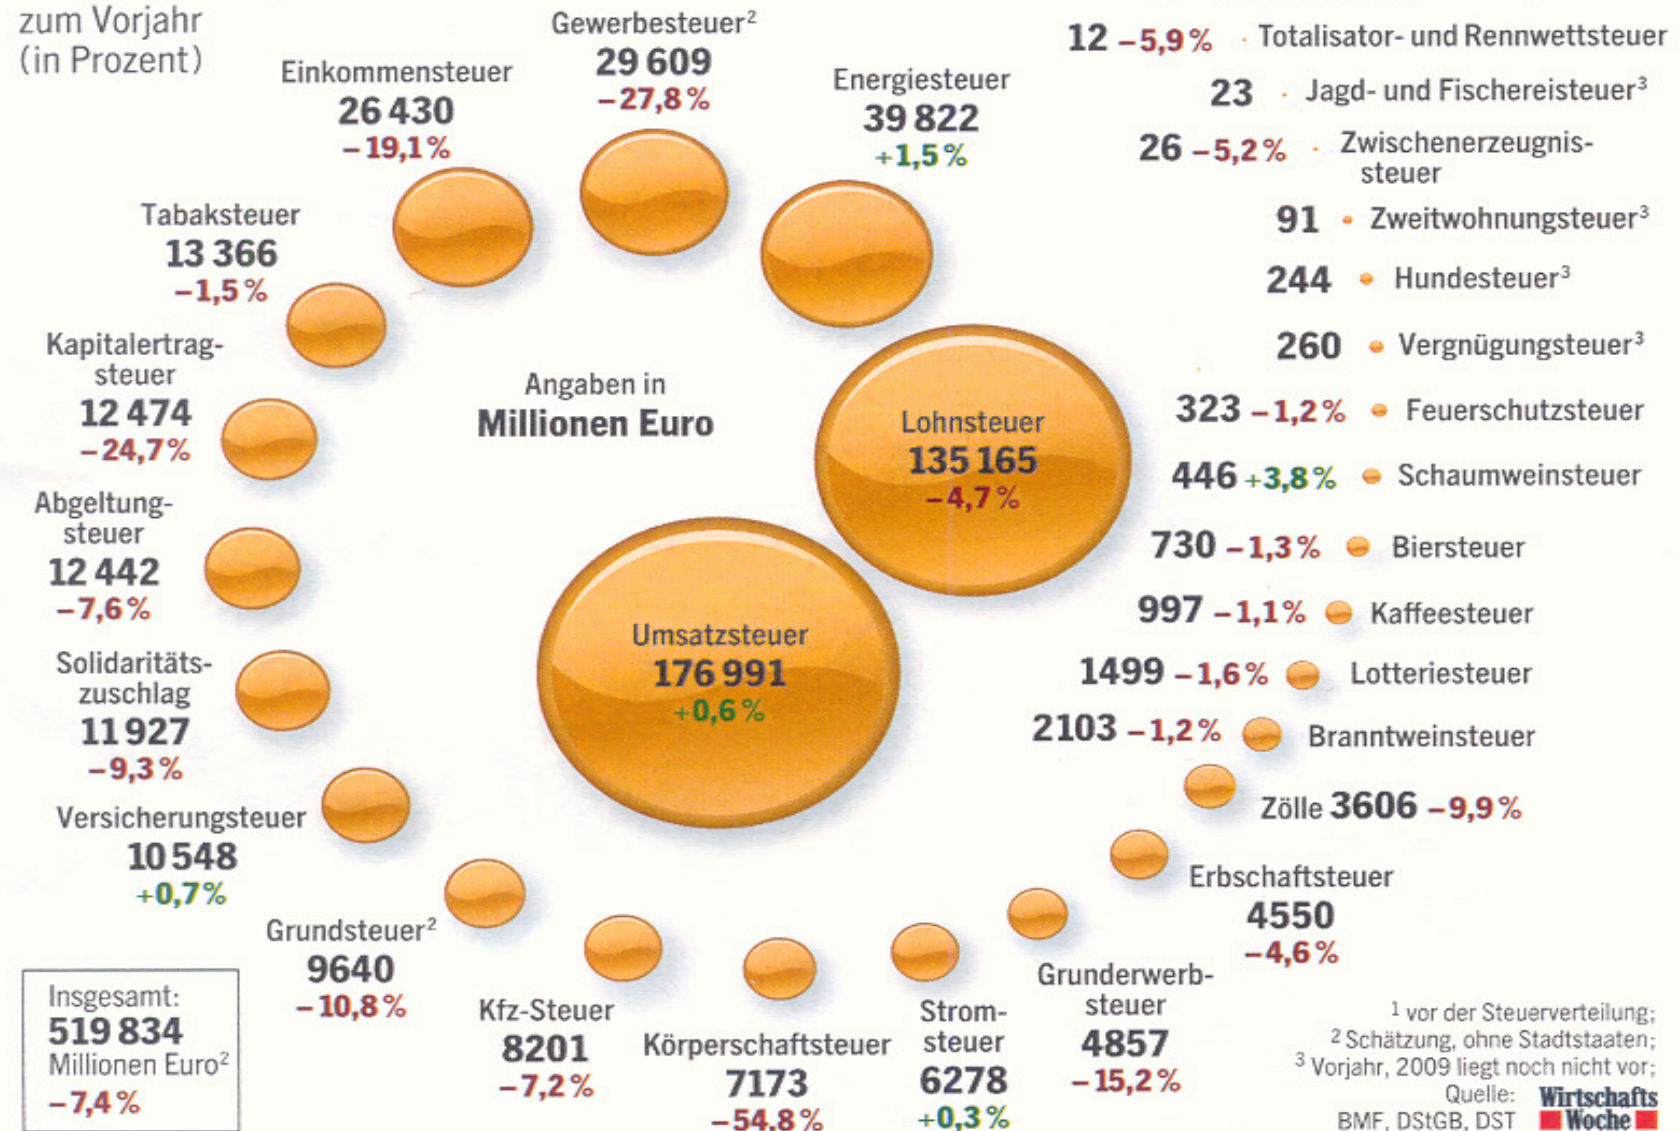 zum Vorjahr
(in Prozent)
Einkommensteuer
26 430
–19,1%
Gewerbesteuer²
29 609
–27,8%
Energiesteuer
39 822
+1,5%
Tabaksteuer
13 366
–1,5%
Kapitalertrag-
steuer
12 474
–24,7%
Abgeltung-
steuer
12 442
–7,6%
Solidaritäts-
zuschlag
11 927
–9,3%
Versicherungsteuer
10 548
+0,7%
Grundsteuer²
9640
–10,8%
Kfz-Steuer
8201
–7,2%
Körperschaftsteuer
7173
–54,8%
Strom-
steuer
6278
+0,3%
Grunderwerb-
steuer
4857
–15,2%
Erbschaftsteuer
4550
–4,6%
Angaben in
Millionen Euro
Lohnsteuer
135 165
–4,7%
Umsatzsteuer
176 991
+0,6%
12 –5,9% Totalisator- und Rennwettsteuer
23 Jagd- und Fischereisteuer³
26 –5,2% Zwischenerzeugnis-
steuer
91 Zweitwohnungsteuer³
244 Hundesteuer³
260 Vergnügungsteuer³
323 –1,2% Feuerschutzsteuer
446 +3,8% Schaumweinsteuer
730 –1,3% Biersteuer
997 –1,1% Kaffeesteuer
1499 –1,6% Lotteriesteuer
2103 –1,2% Branntweinsteuer
Zölle 3606 –9,9%
Insgesamt:
519 834
Millionen Euro²
–7,4%
¹ vor der Steuerverteilung;
² Schätzung, ohne Stadtstaaten;
³ Vorjahr, 2009 liegt noch nicht vor;
Quelle:
BMF, DStGB, DST
Wirtschafts
Woche